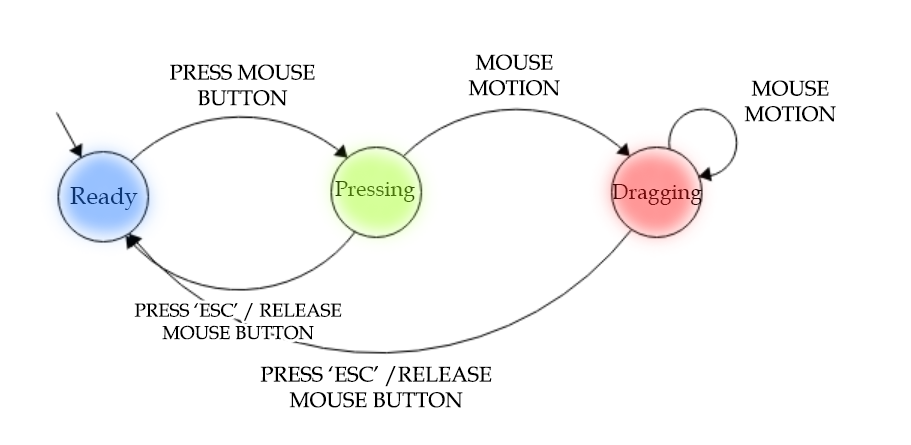 PRESS MOUSE
BUTTON
MOUSE
MOTION
MOUSE
MOTION
Ready
Pressing
Dragging
PRESS ‘ESC’ / RELEASE
MOUSE BUTTON
PRESS ‘ESC’ /RELEASE
MOUSE BUTTON